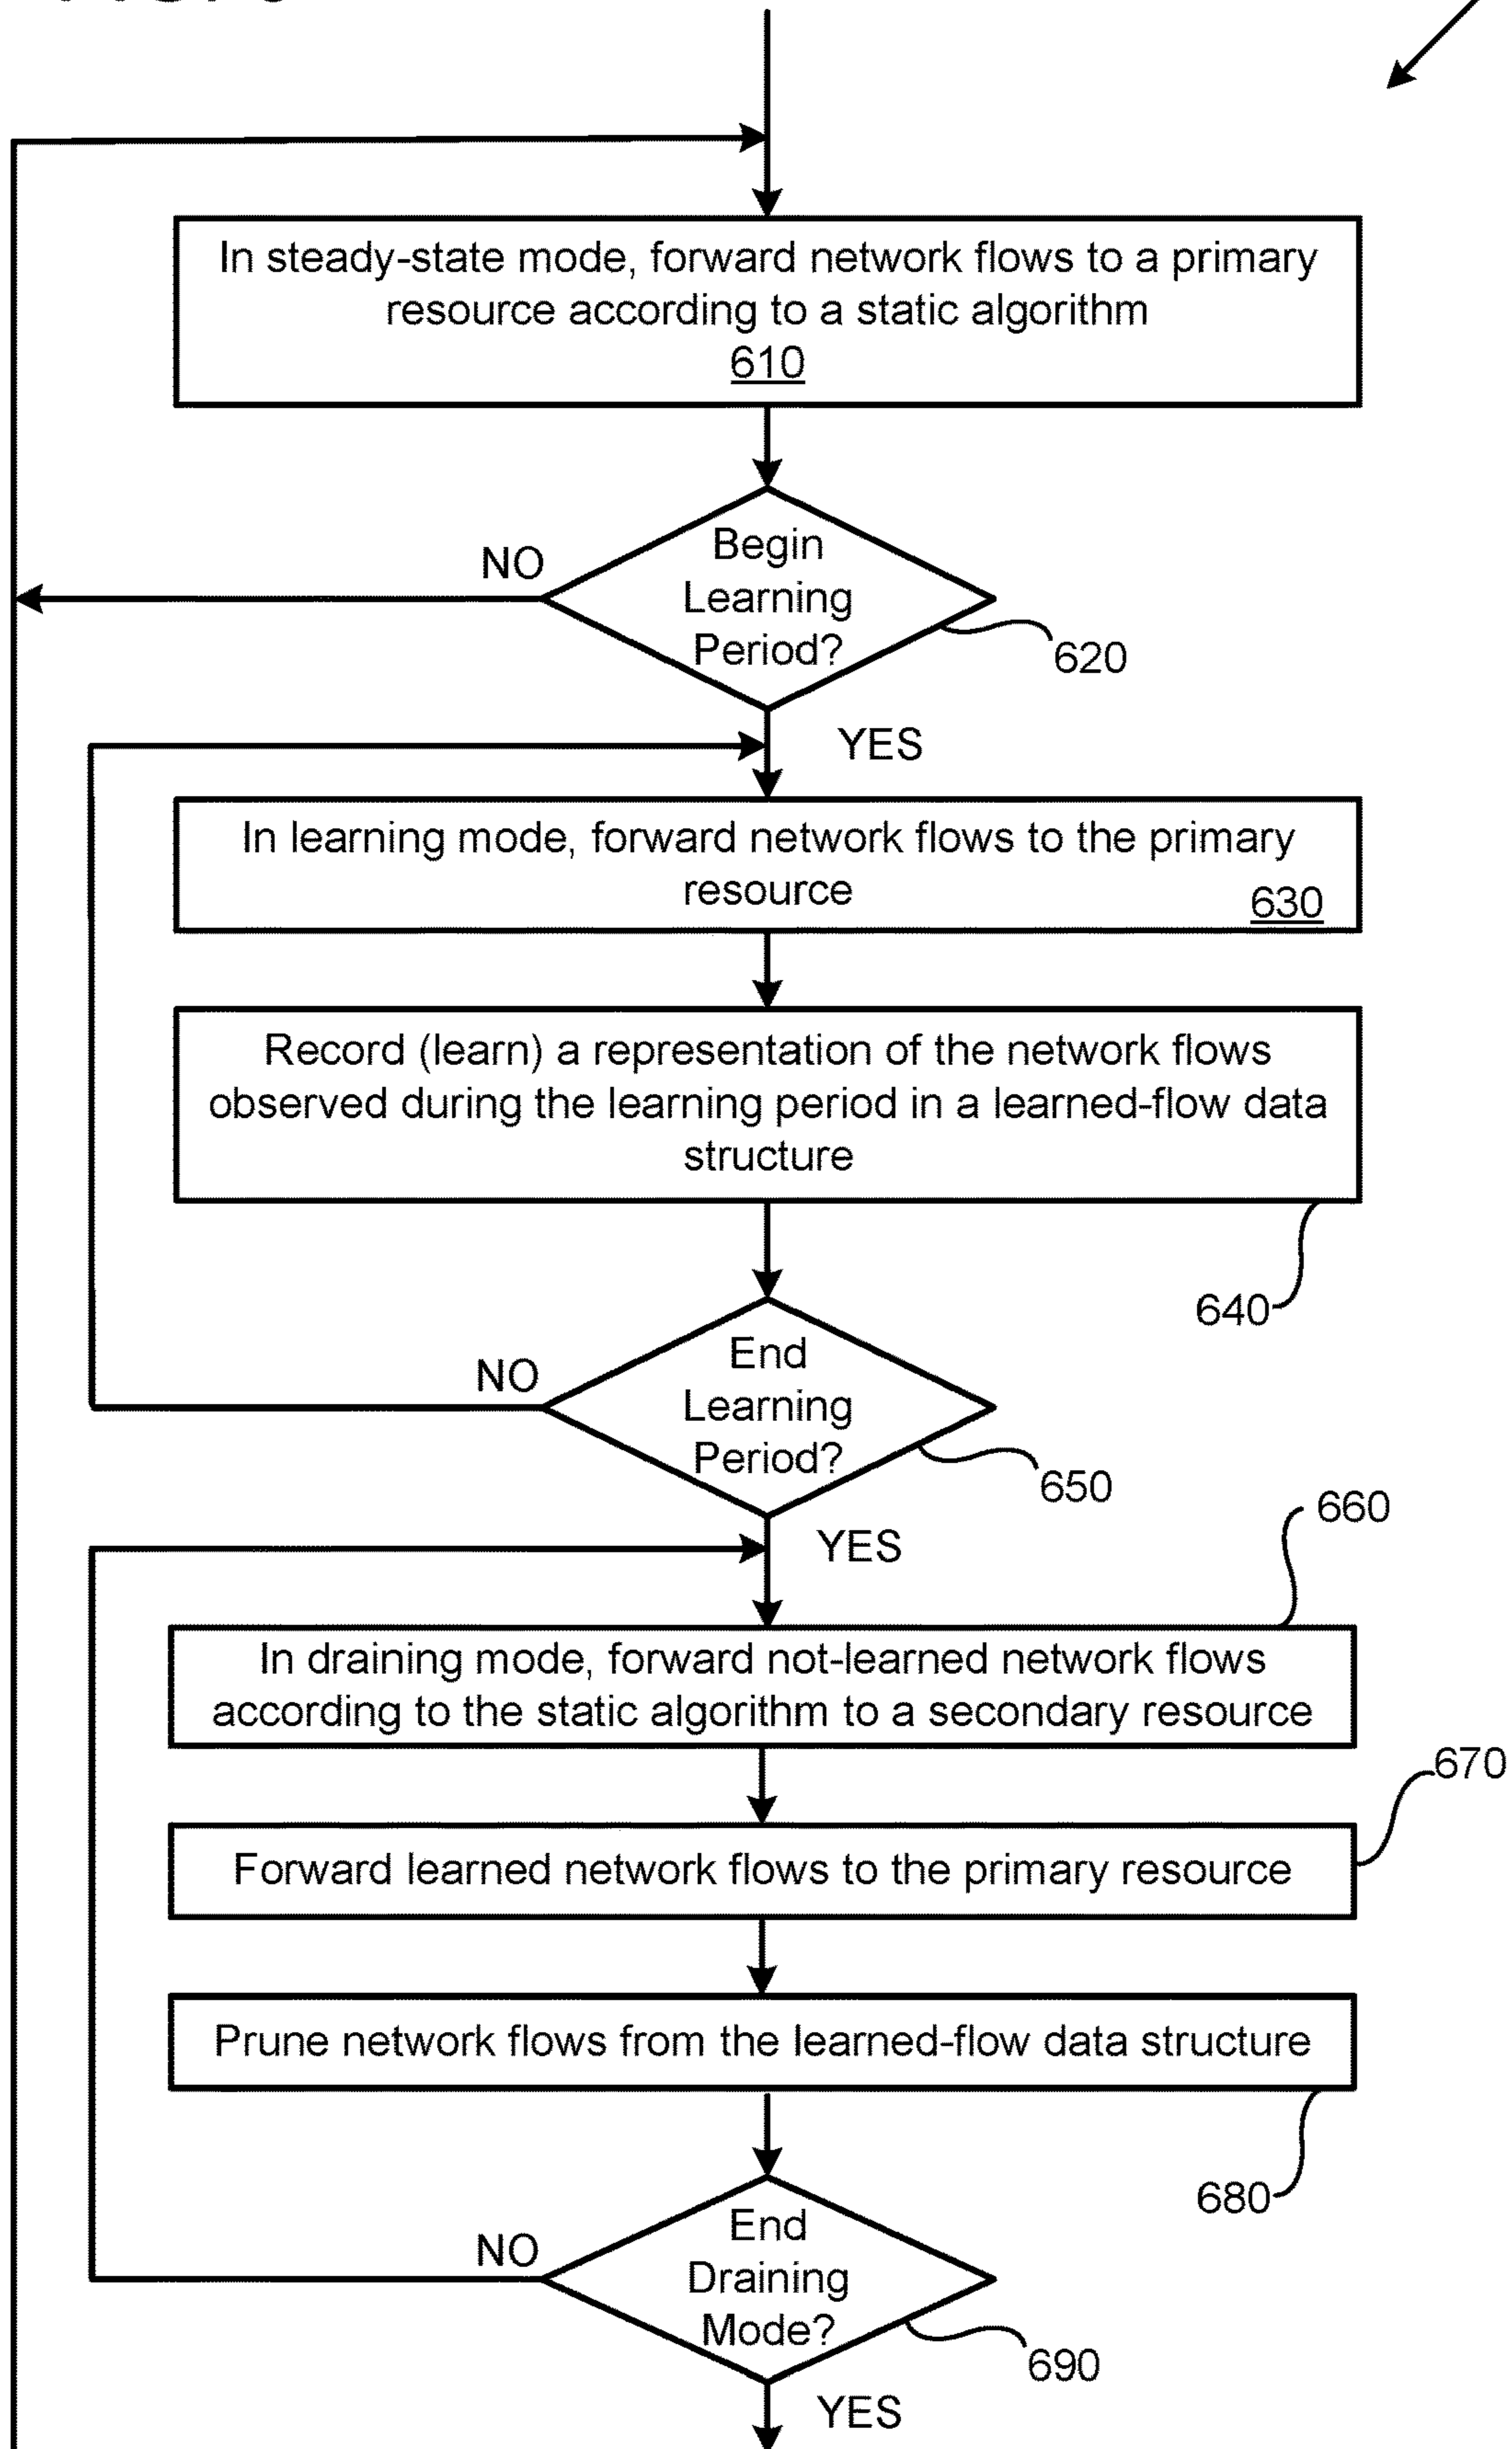 In steady-state mode, forward network flows to a primary
resource according to a static algorithm
610
Begin
Learning
Period?
NO
620
YES
In learning mode, forward network flows to the primary
resource
630
Record (learn) a representation of the network flows
observed during the learning period in a learned-flow data
structure
640
End
Learning
Period?
NO
650
YES
660
In draining mode, forward not-learned network flows
according to the static algorithm to a secondary resource
670
Forward learned network flows to the primary resource
Prune network flows from the learned-flow data structure
680
End
Draining
Mode?
NO
690
YES